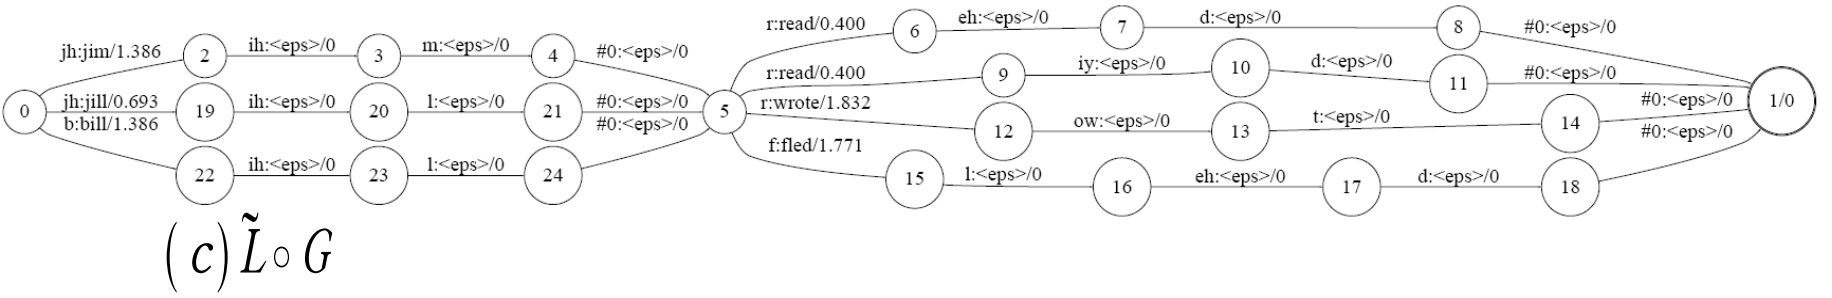 r:read/0.400 6 eh:<eps>/0 7 d:<eps>/0 8 #0:<eps>/0
jh:jim/1.386 2 ih:<eps>/0 3 m:<eps>/0 4 #0:<eps>/0
r:read/0.400 9 iy:<eps>/0 10 d:<eps>/0 11 #0:<eps>/0
0 jh:jill/0.693 19 ih:<eps>/0 20 l:<eps>/0 21 #0:<eps>/0 5 r:wrote/1.832 12 ow:<eps>/0 13 t:<eps>/0 14 #0:<eps>/0 1/0
b:bill/1.386 22 ih:<eps>/0 23 l:<eps>/0 24 #0:<eps>/0
f:fled/1.771 15 l:<eps>/0 16 eh:<eps>/0 17 d:<eps>/0 18 #0:<eps>/0
(c) L̃ ∘ G